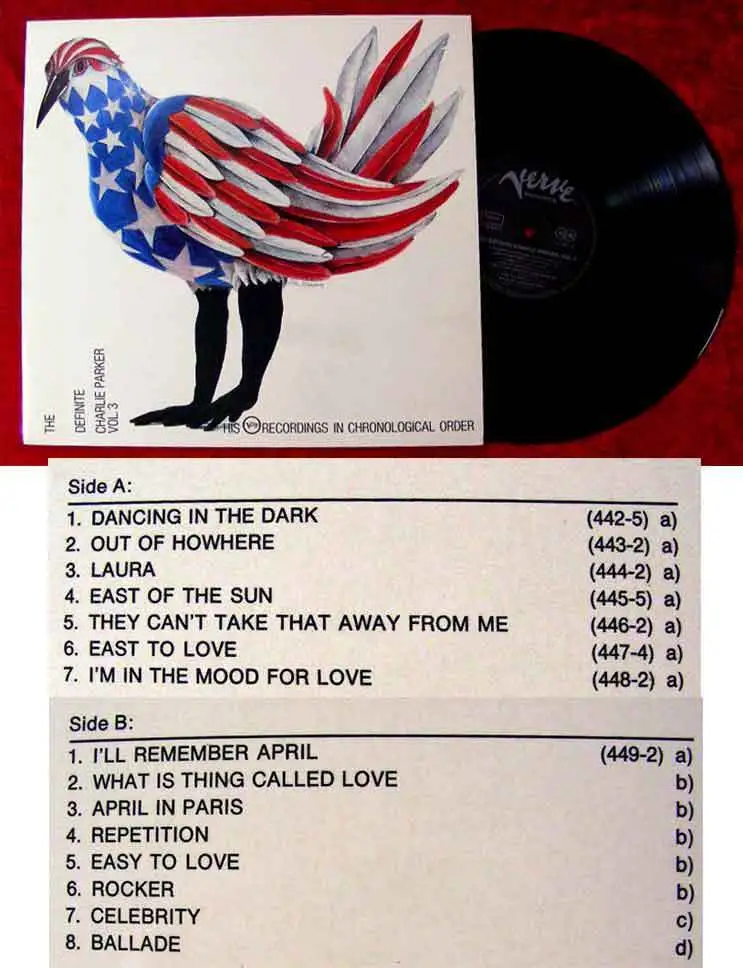 verve
THE
DEFINITE
CHARLIE PARKER
VOL. 3
HIS Verve RECORDINGS IN CHRONOLOGICAL ORDER
Side A:
1. DANCING IN THE DARK (442-5) a)
2. OUT OF HOWHERE (443-2) a)
3. LAURA (444-2) a)
4. EAST OF THE SUN (445-5) a)
5. THEY CAN'T TAKE THAT AWAY FROM ME (446-2) a)
6. EAST TO LOVE (447-4) a)
7. I'M IN THE MOOD FOR LOVE (448-2) a)
Side B:
1. I'LL REMEMBER APRIL (449-2) a)
2. WHAT IS THING CALLED LOVE b)
3. APRIL IN PARIS b)
4. REPETITION b)
5. EASY TO LOVE b)
6. ROCKER b)
7. CELEBRITY c)
8. BALLADE d)